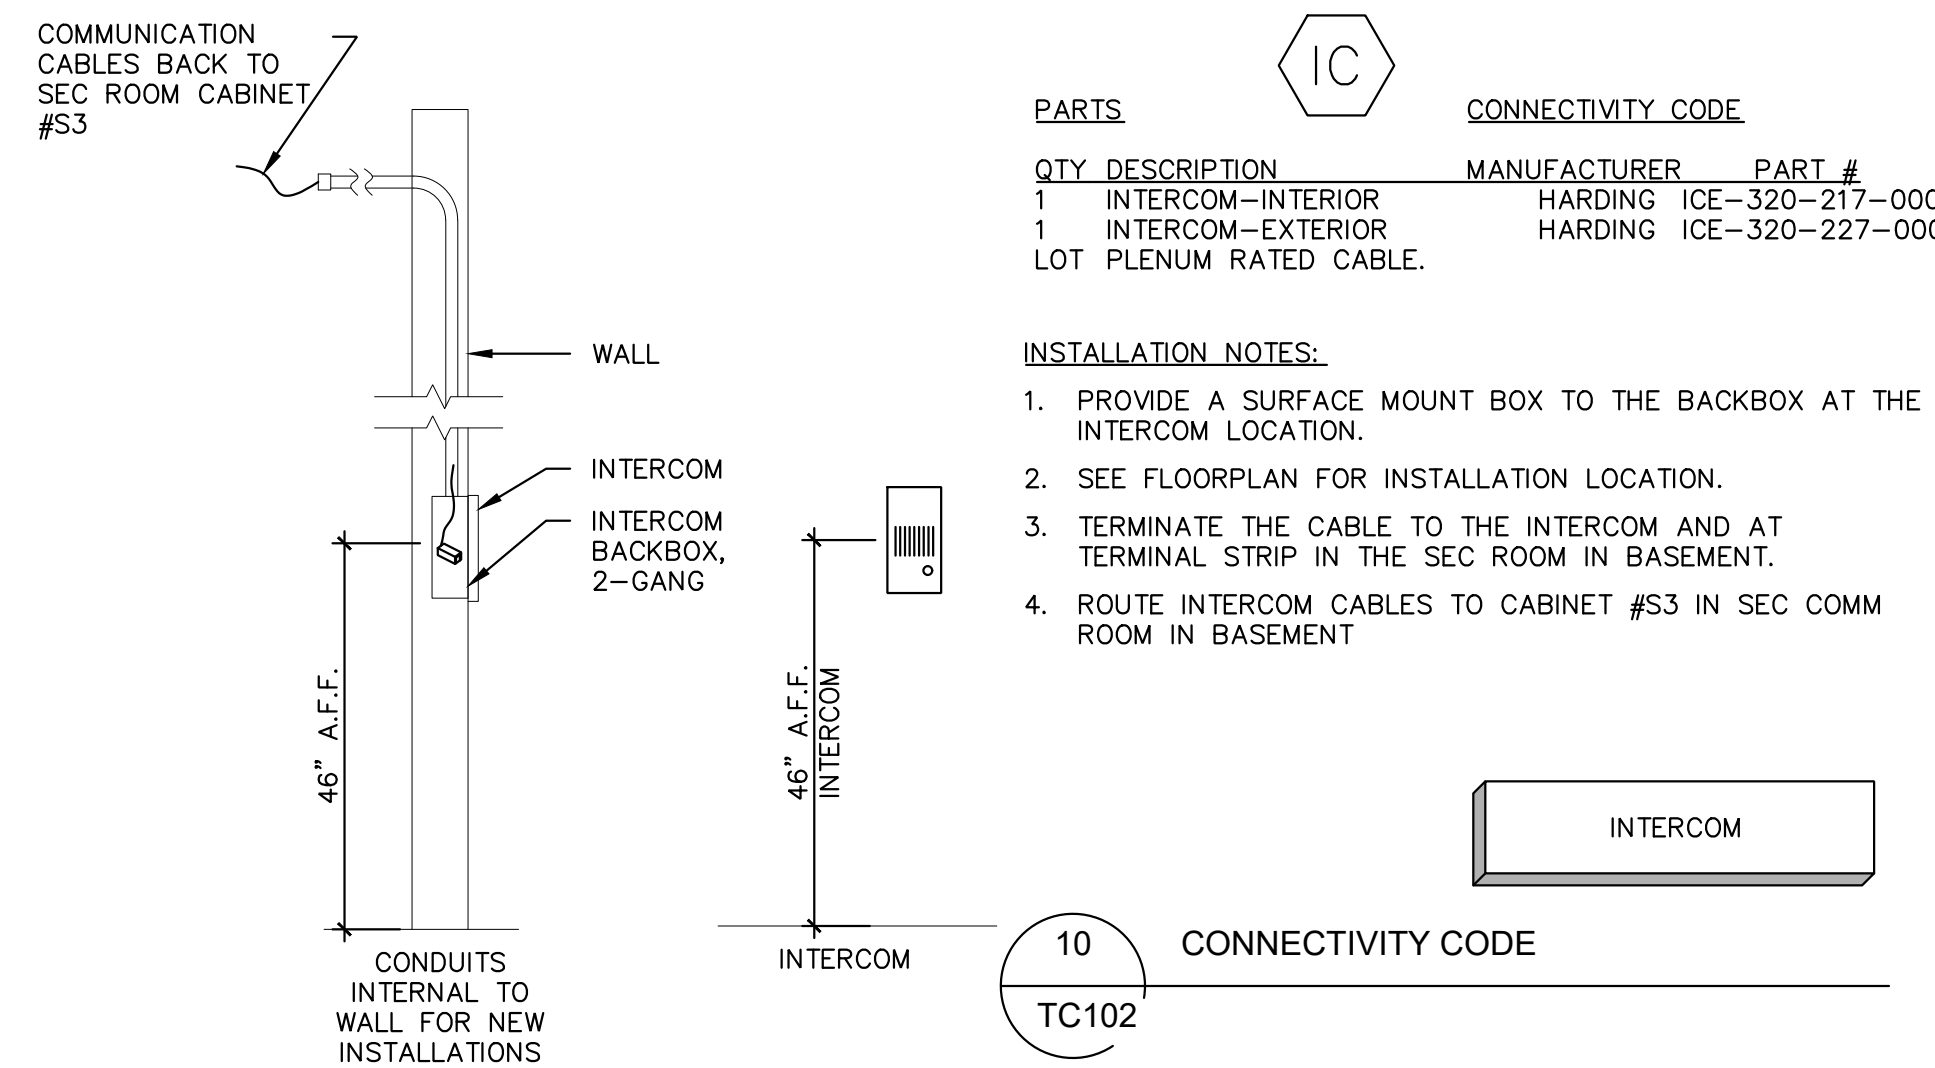 COMMUNICATION
CABLES BACK TO
SEC ROOM CABINET
#S3
WALL
INTERCOM
INTERCOM
BACKBOX,
2-GANG
46" A.F.F.
CONDUITS
INTERNAL TO
WALL FOR NEW
INSTALLATIONS
46" A.F.F.
INTERCOM
INTERCOM
IC
PARTS CONNECTIVITY CODE
QTY DESCRIPTION MANUFACTURER PART #
1 INTERCOM-INTERIOR HARDING ICE-320-217-000
1 INTERCOM-EXTERIOR HARDING ICE-320-227-000
LOT PLENUM RATED CABLE.
INSTALLATION NOTES:
1. PROVIDE A SURFACE MOUNT BOX TO THE BACKBOX AT THE
INTERCOM LOCATION.
2. SEE FLOORPLAN FOR INSTALLATION LOCATION.
3. TERMINATE THE CABLE TO THE INTERCOM AND AT
TERMINAL STRIP IN THE SEC ROOM IN BASEMENT.
4. ROUTE INTERCOM CABLES TO CABINET #S3 IN SEC COMM
ROOM IN BASEMENT
INTERCOM
10 CONNECTIVITY CODE
TC102